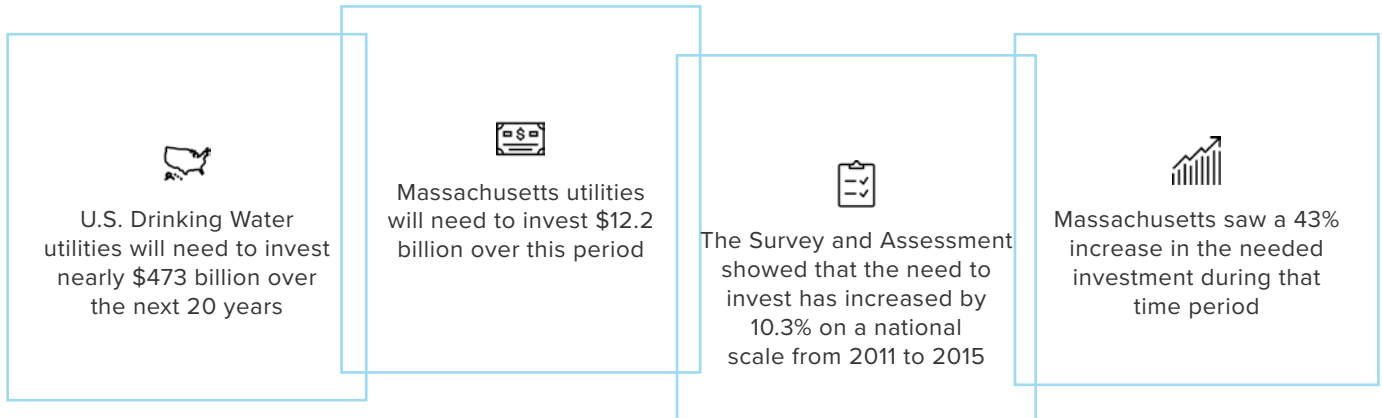 U.S. Drinking Water
utilities will need to invest
nearly $473 billion over
the next 20 years
Massachusetts utilities
will need to invest $12.2
billion over this period
The Survey and Assessment
showed that the need to
invest has increased by
10.3% on a national
scale from 2011 to 2015
Massachusetts saw a 43%
increase in the needed
investment during that
time period